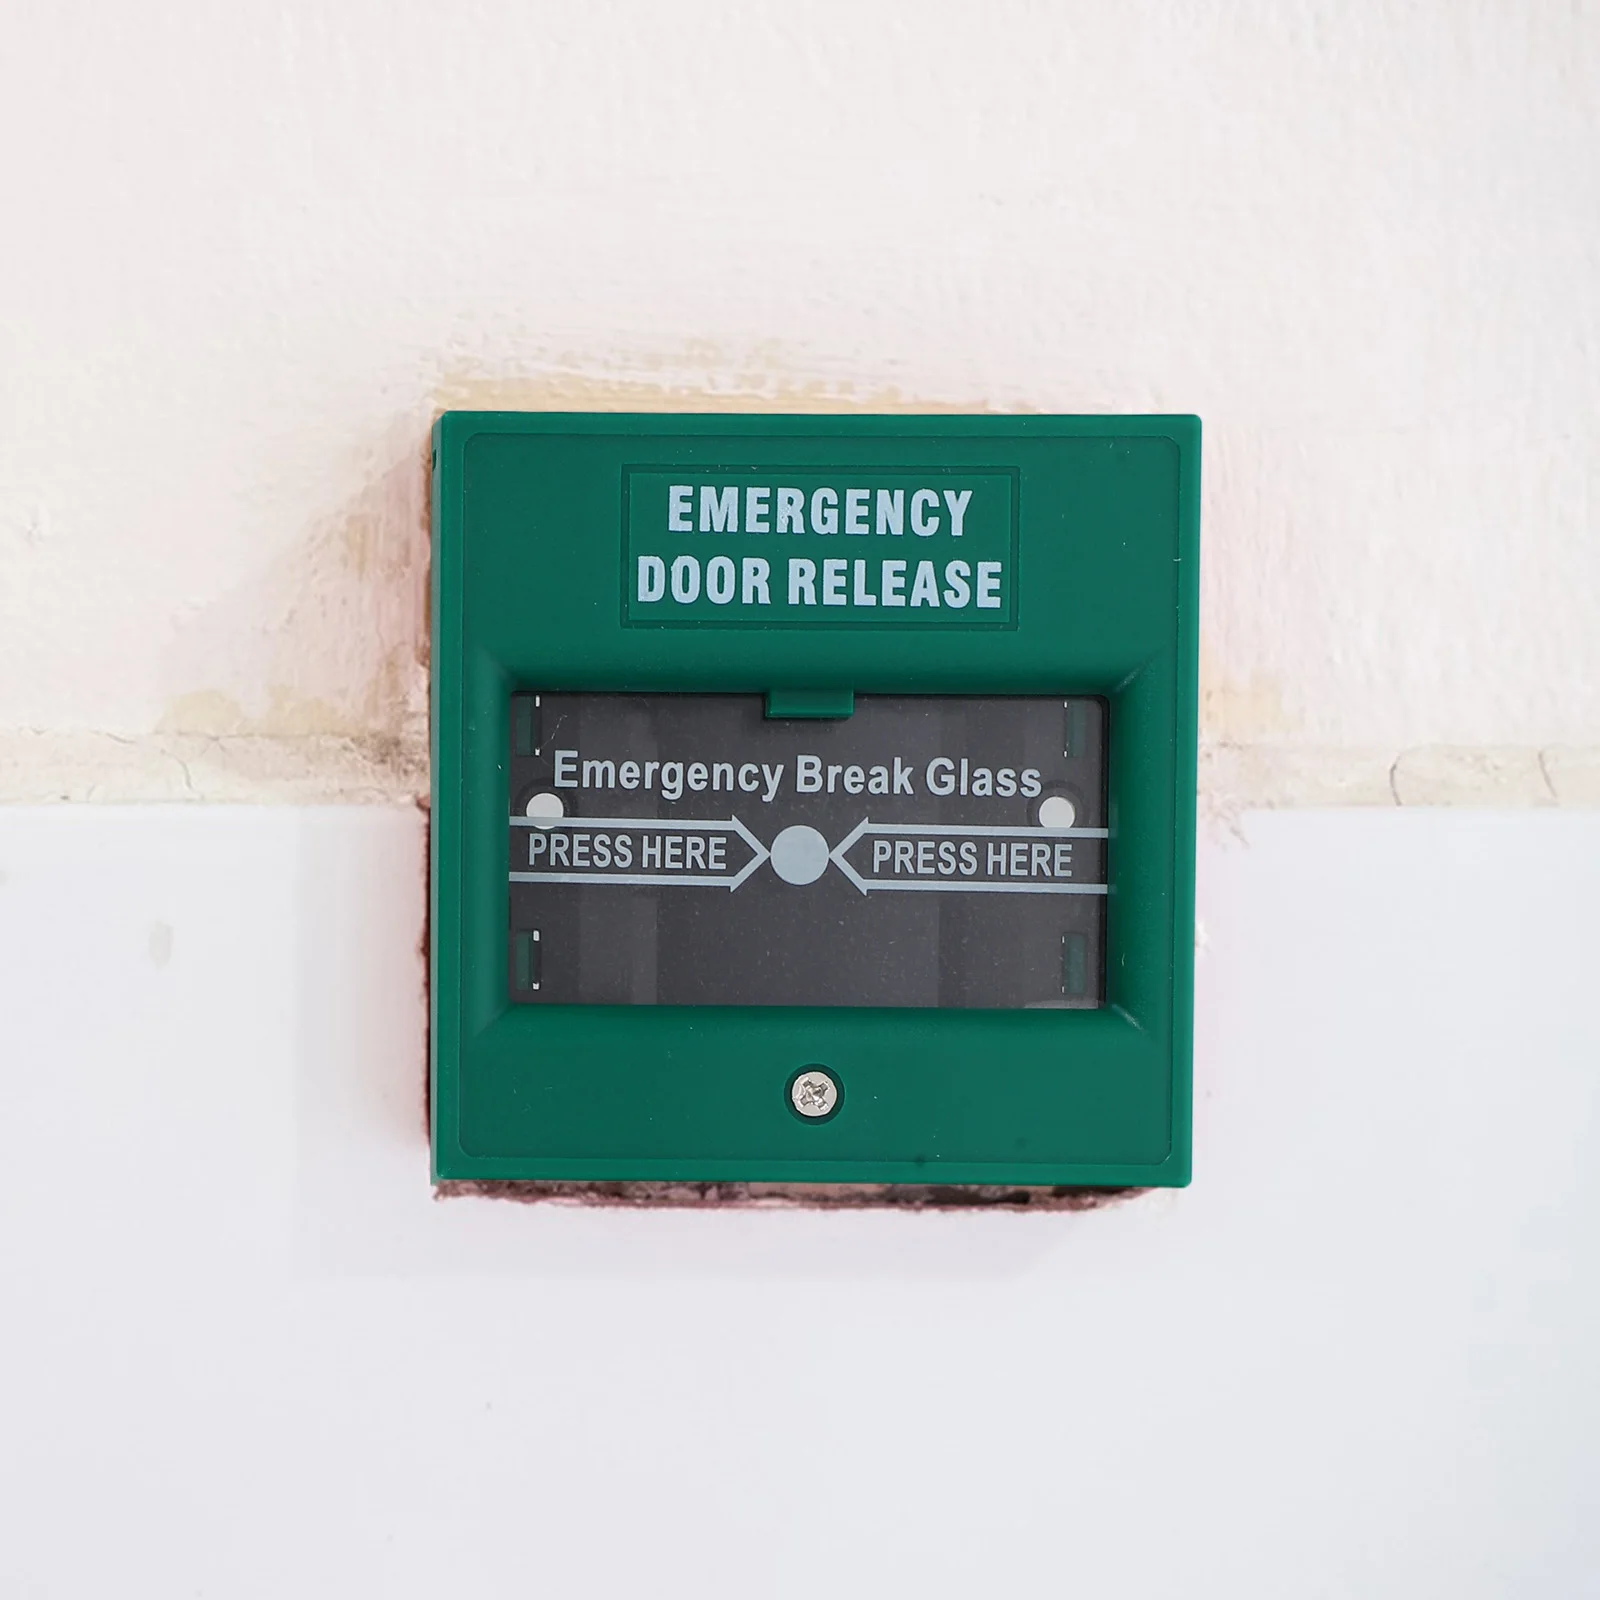 EMERGENCY
DOOR RELEASE
Emergency Break Glass
PRESS HERE PRESS HERE